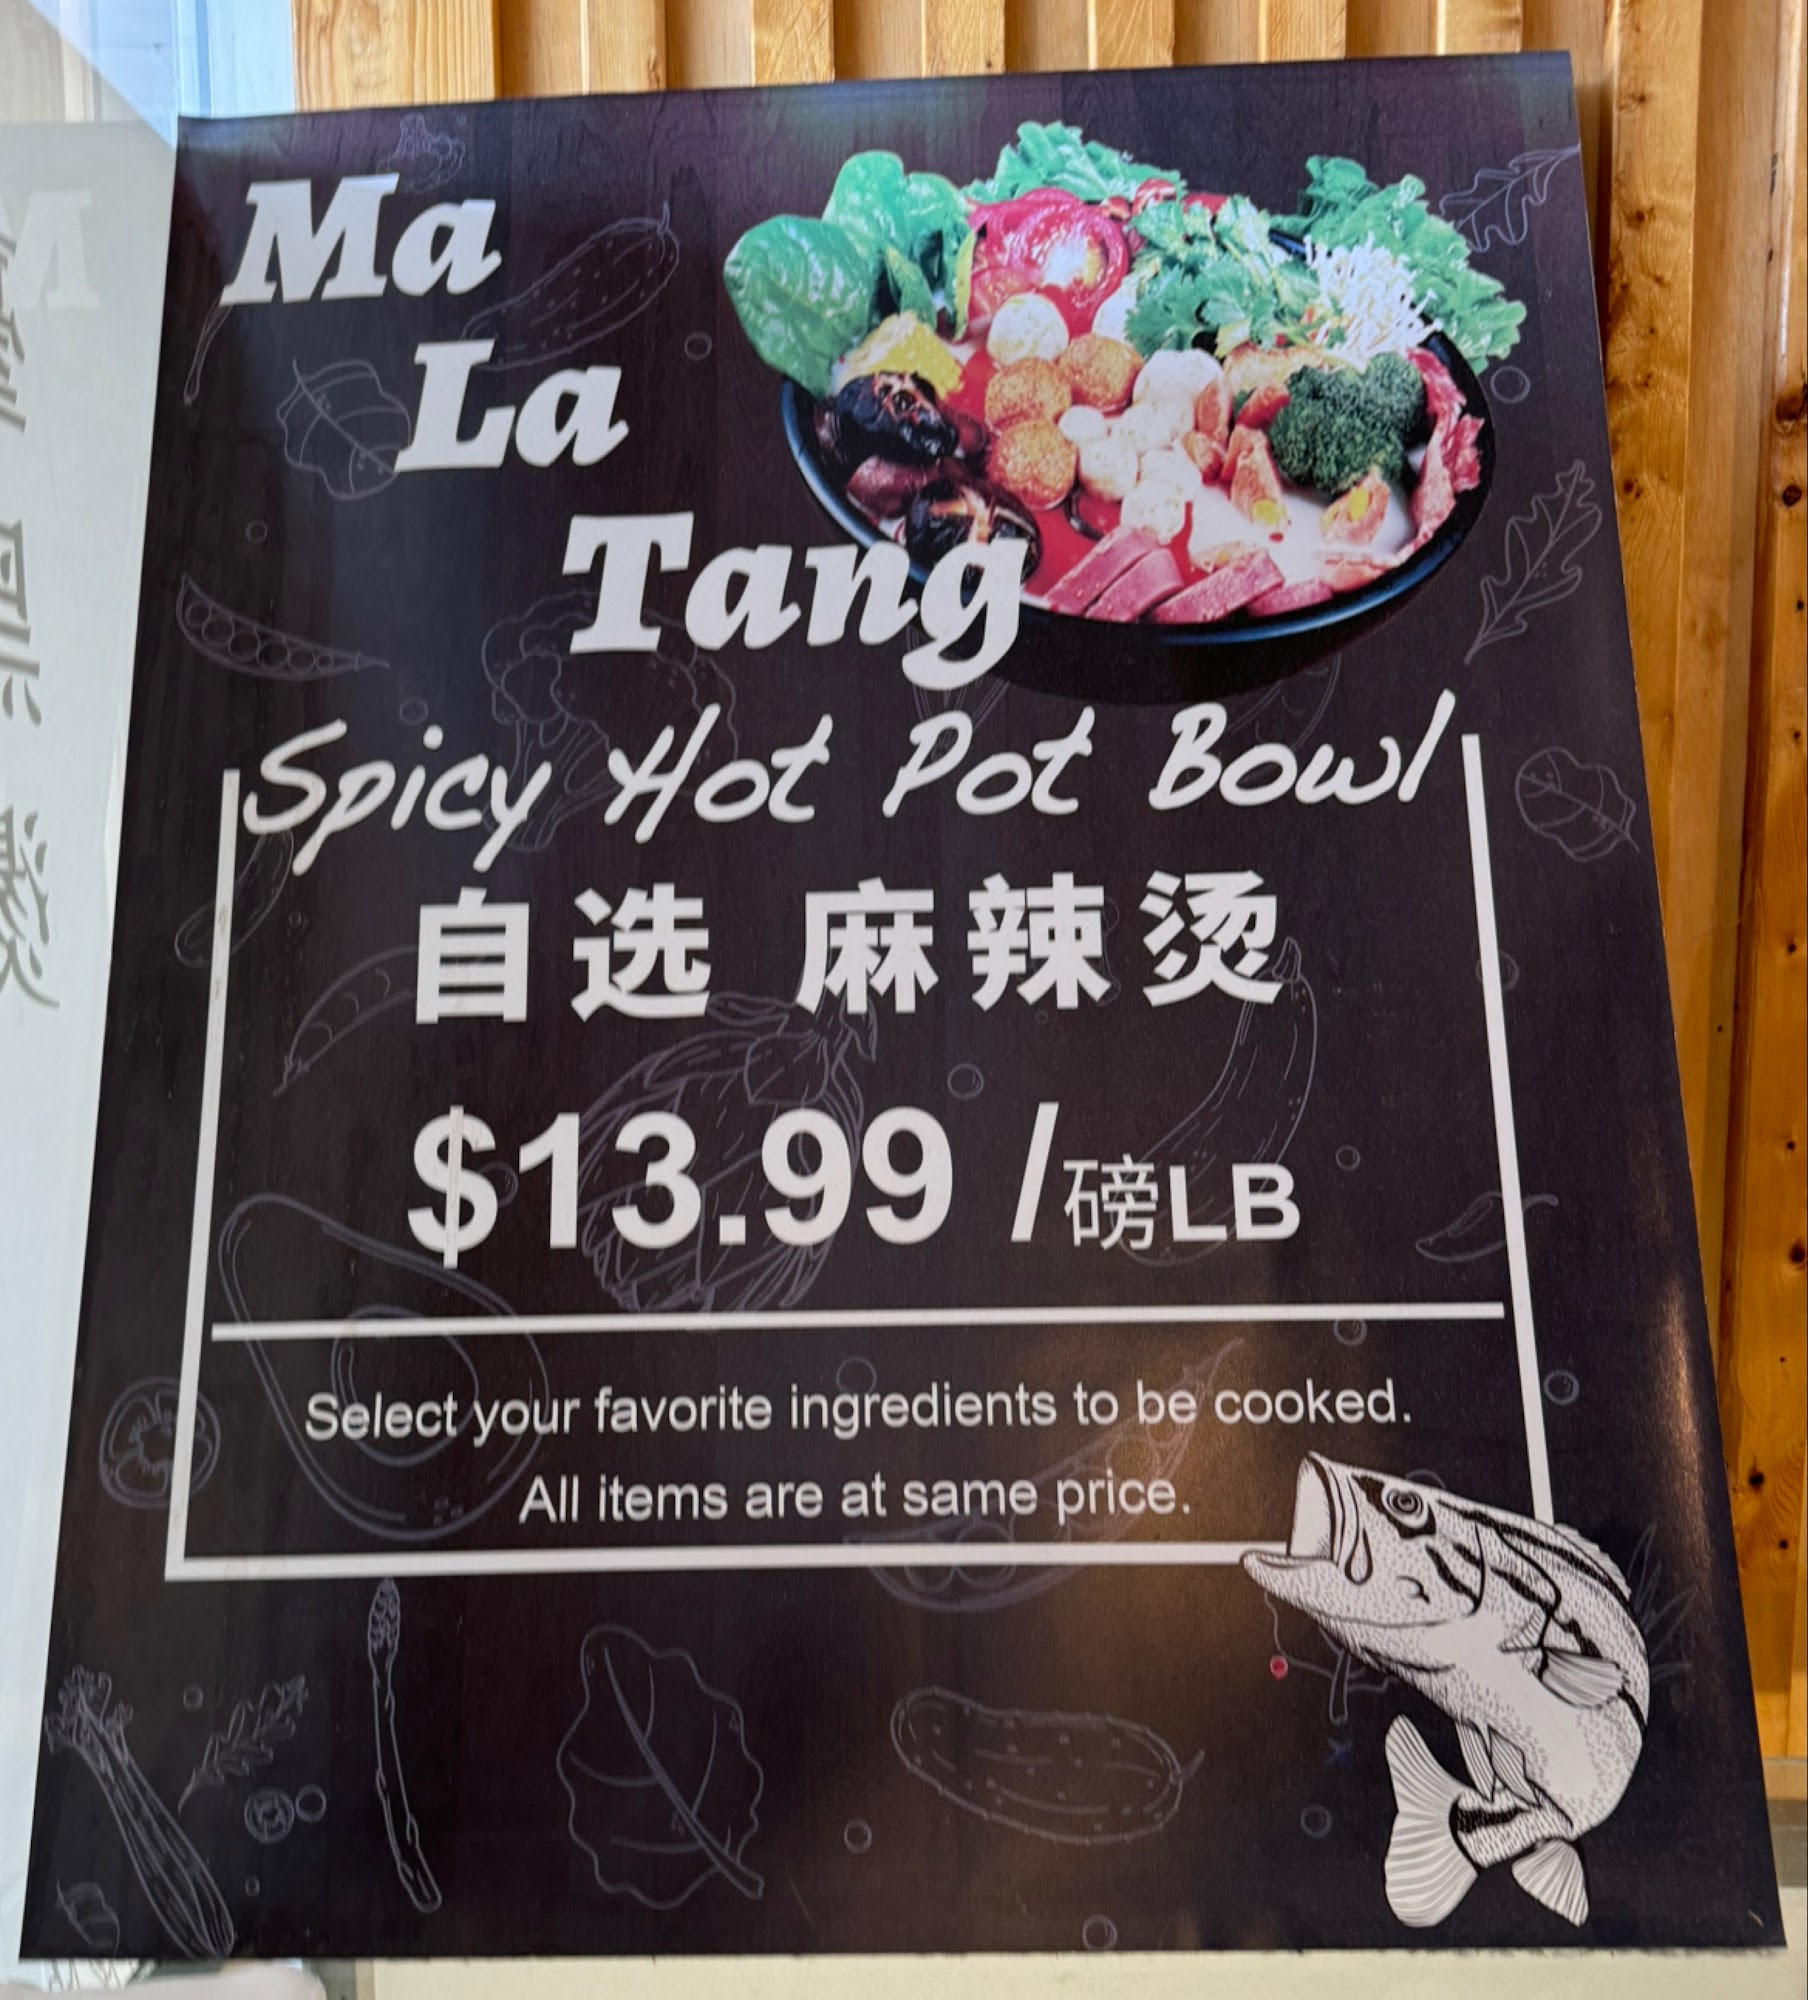 Ma
La
Tang
Spicy Hot Pot Bowl
自选 麻辣烫
$13.99 /磅LB
Select your favorite ingredients to be cooked.
All items are at same price.